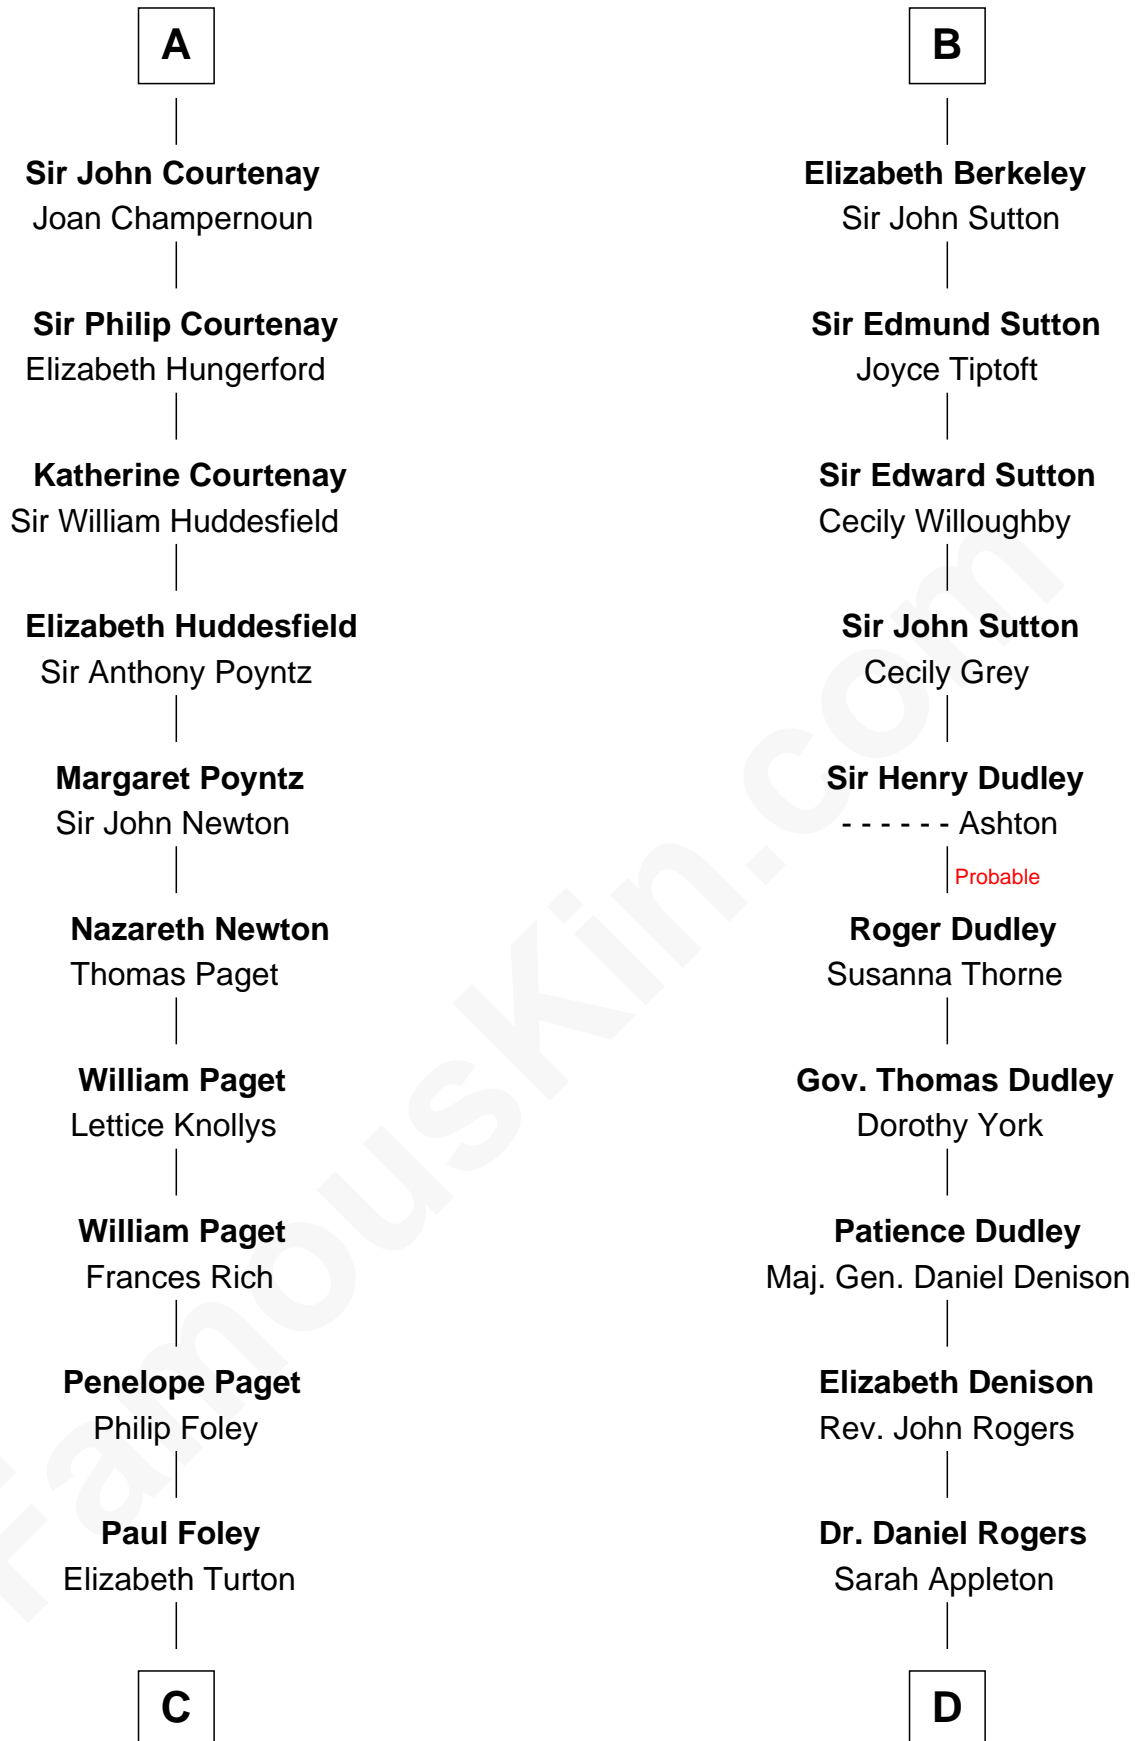 A
Sir John Courtenay
Joan Champernoun
Sir Philip Courtenay
Elizabeth Hungerford
Katherine Courtenay
Sir William Huddesfield
Elizabeth Huddesfield
Sir Anthony Poyntz
Margaret Poyntz
Sir John Newton
Nazareth Newton
Thomas Paget
William Paget
Lettice Knollys
William Paget
Frances Rich
Penelope Paget
Philip Foley
Paul Foley
Elizabeth Turton
C
B
Elizabeth Berkeley
Sir John Sutton
Sir Edmund Sutton
Joyce Tiptoft
Sir Edward Sutton
Cecily Willoughby
Sir John Sutton
Cecily Grey
Sir Henry Dudley
- - - - - - Ashton
Probable
Roger Dudley
Susanna Thorne
Gov. Thomas Dudley
Dorothy York
Patience Dudley
Maj. Gen. Daniel Denison
Elizabeth Denison
Rev. John Rogers
Dr. Daniel Rogers
Sarah Appleton
D
FamousKin.com